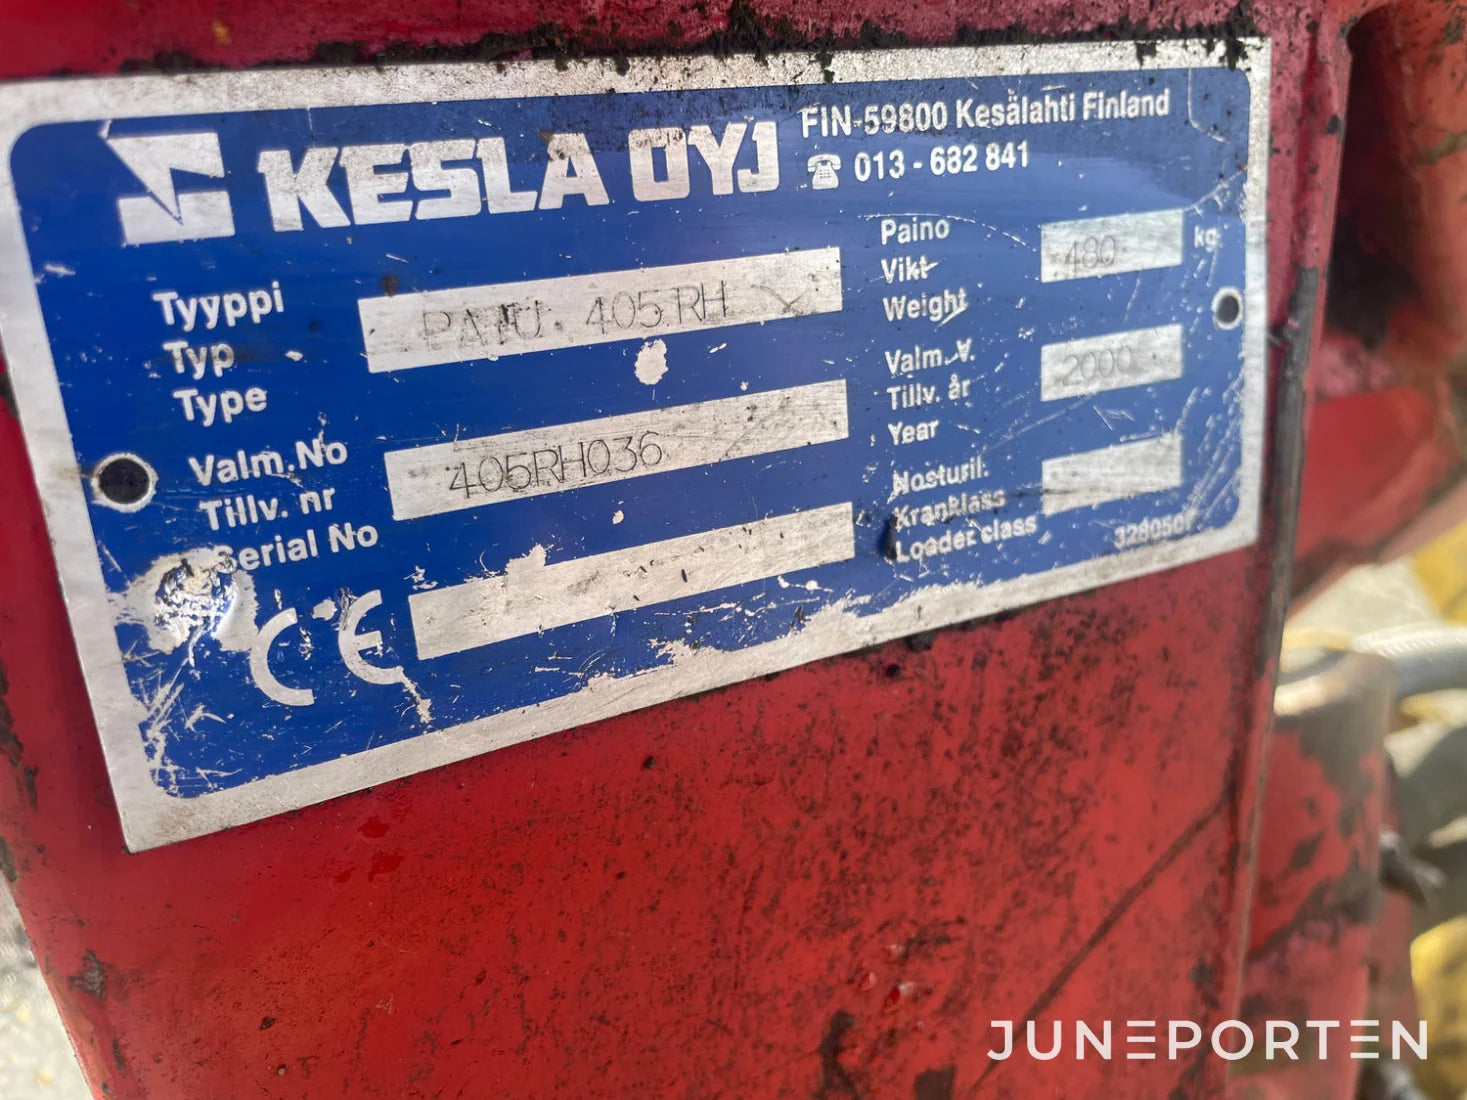 KESLA OYJ
FIN-59800 Kesälahti Finland
☎ 013 - 682 841
Tyyppi
Typ
Type
PATU 405 RH
Valm.No
Tillv. nr
Serial No
405RH036
CE
Paino
Vikt
Weight
480 kg
Valm.V.
Tillv. år
Year
2000
Nosturil.
Kranklass
Loader class
JUNEPORTEN